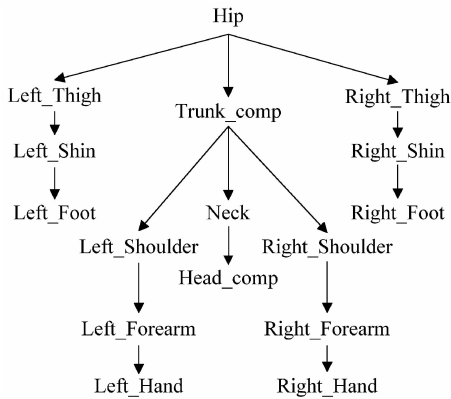 Hip
Left_Thigh
Trunk_comp
Right_Thigh
Left_Shin
Right_Shin
Left_Foot
Neck
Right_Foot
Left_Shoulder
Right_Shoulder
Head_comp
Left_Forearm
Right_Forearm
Left_Hand
Right_Hand